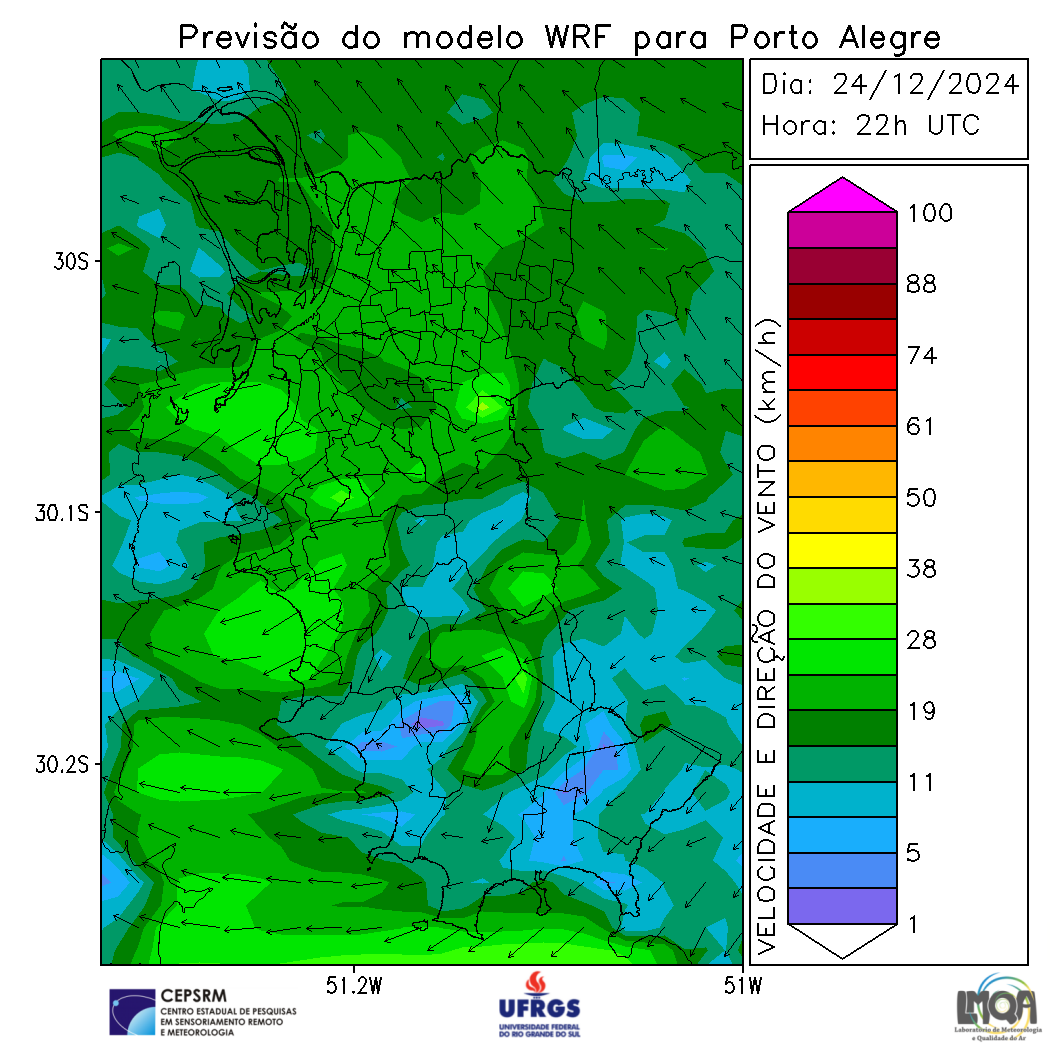 Previsão do modelo WRF para Porto Alegre
Dia: 24/12/2024
Hora: 22h UTC
VELOCIDADE E DIREÇÃO DO VENTO (km/h)
100
88
74
61
50
38
28
19
11
5
1
30S
30.1S
30.2S
51.2W
51W
CEPSRM
CENTRO ESTADUAL DE PESQUISAS
EM SENSORIAMENTO REMOTO
E METEOROLOGIA
UFRGS
UNIVERSIDADE FEDERAL
DO RIO GRANDE DO SUL
LMQA
Laboratório de Meteorologia
e Qualidade do Ar